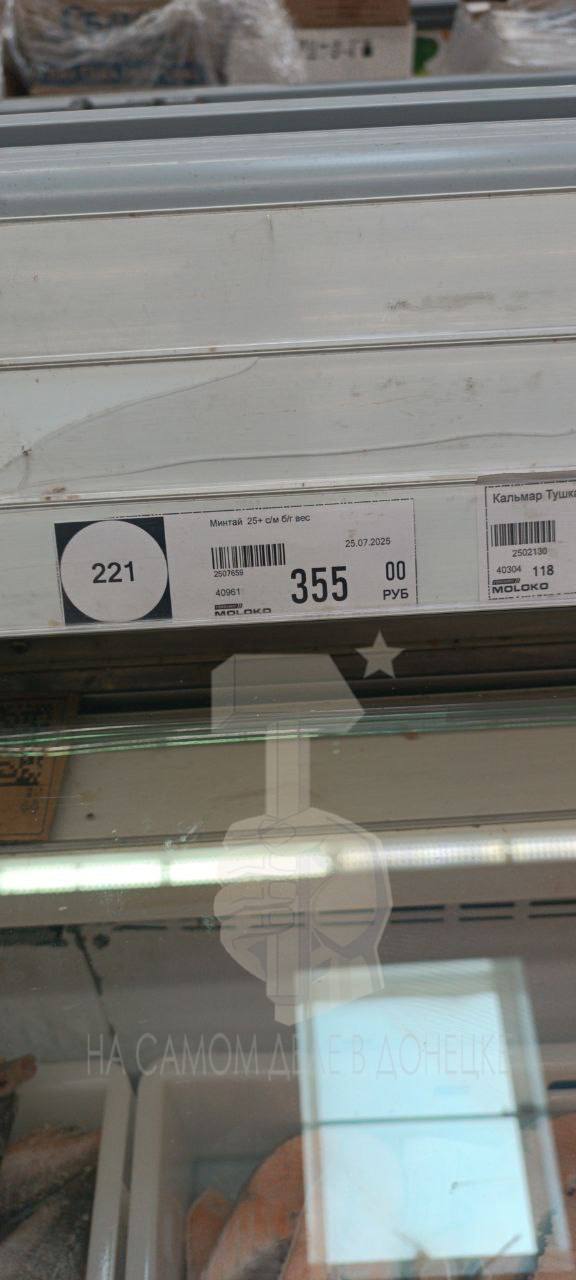 221
Минтай 25+ с/м б/г вес
25.07.2025
2507659
40961
355 00
РУБ
MOLOKO
Кальмар Тушка
2502130
40304 118
MOLOKO
НА САМОМ ДЕЛЕ В ДОНЕЦКЕ